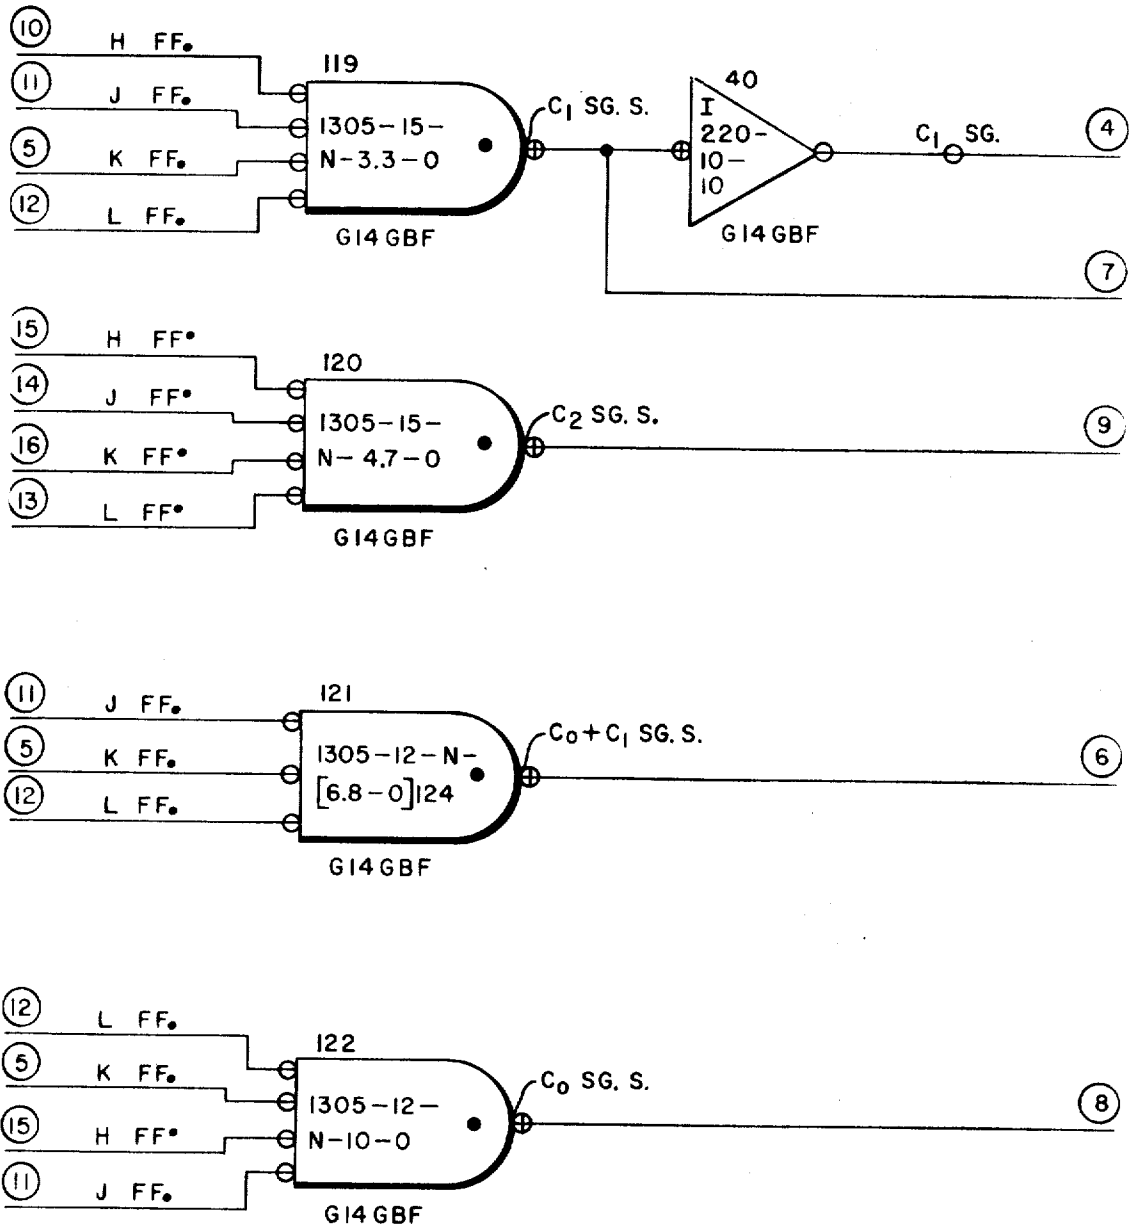 10 H FF.
11 J FF.
5 K FF.
12 L FF.
119
1305-15-
N-3.3-0
G14GBF
C1 SG. S.
40
I
220-
10-
10
G14GBF
C1 SG.
4
7
15 H FF•
14 J FF•
16 K FF•
13 L FF•
120
1305-15-
N-4.7-0
G14GBF
C2 SG. S.
9
11 J FF.
5 K FF.
12 L FF.
121
1305-12-N-
[6.8-0]124
G14GBF
C0+C1 SG. S.
6
12 L FF.
5 K FF.
15 H FF•
11 J FF.
122
1305-12-
N-10-0
G14GBF
C0 SG. S.
8